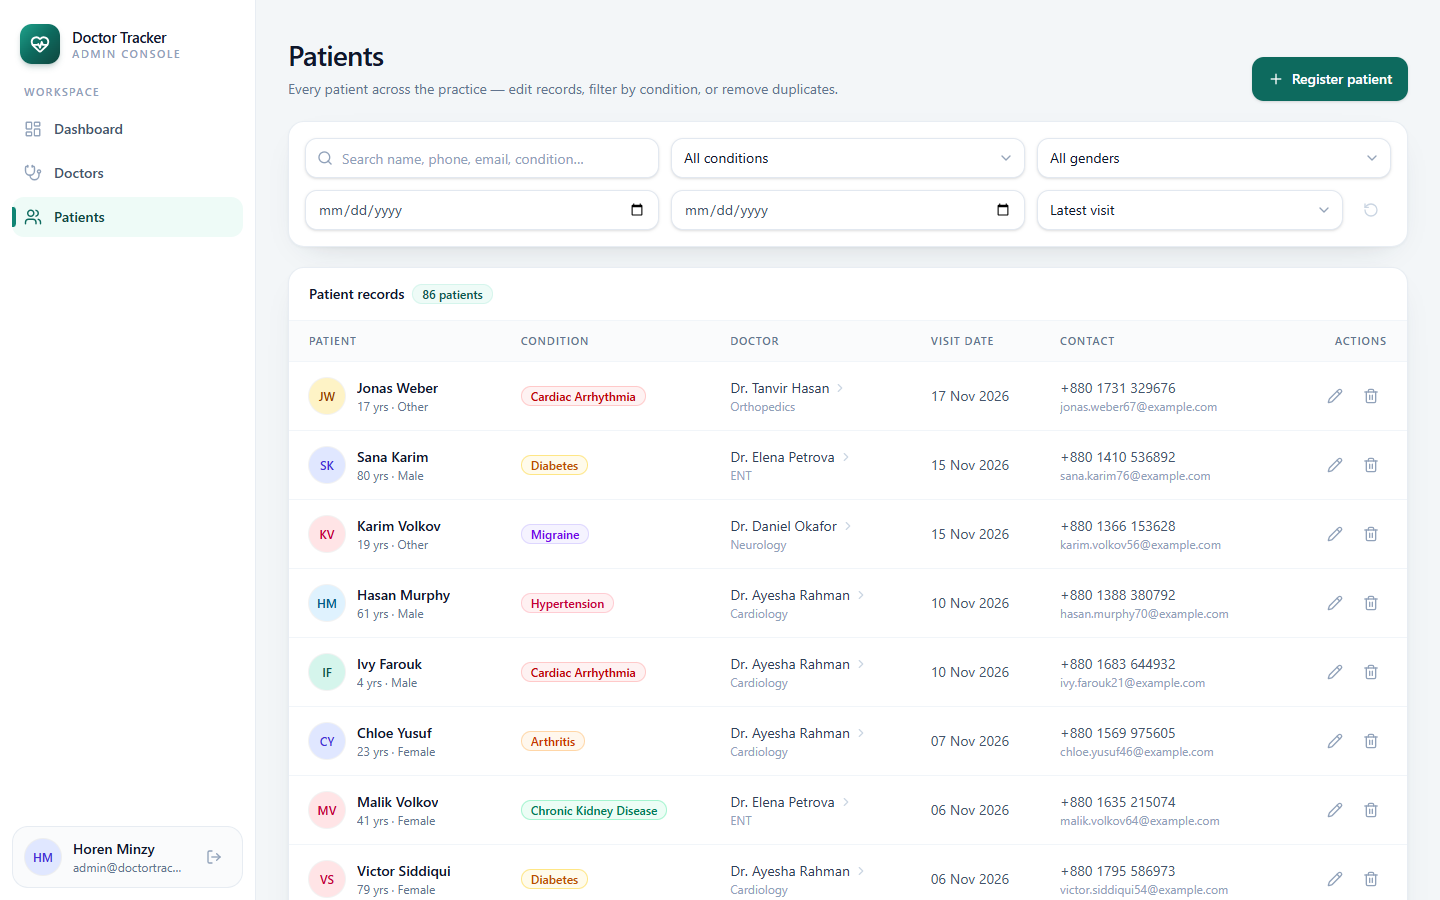 Doctor Tracker
ADMIN CONSOLE
WORKSPACE
Dashboard
Doctors
Patients
HM
Horen Minzy
admin@doctortrac...
Patients
Every patient across the practice — edit records, filter by condition, or remove duplicates.
Register patient
Search name, phone, email, condition...
All conditions
All genders
mm/dd/yyyy
mm/dd/yyyy
Latest visit
Patient records 86 patients
PATIENT CONDITION DOCTOR VISIT DATE CONTACT ACTIONS
JW Jonas Weber Cardiac Arrhythmia Dr. Tanvir Hasan 17 Nov 2026 +880 1731 329676
17 yrs · Other Orthopedics jonas.weber67@example.com
SK Sana Karim Diabetes Dr. Elena Petrova 15 Nov 2026 +880 1410 536892
80 yrs · Male ENT sana.karim76@example.com
KV Karim Volkov Migraine Dr. Daniel Okafor 15 Nov 2026 +880 1366 153628
19 yrs · Other Neurology karim.volkov56@example.com
HM Hasan Murphy Hypertension Dr. Ayesha Rahman 10 Nov 2026 +880 1388 380792
61 yrs · Male Cardiology hasan.murphy70@example.com
IF Ivy Farouk Cardiac Arrhythmia Dr. Ayesha Rahman 10 Nov 2026 +880 1683 644932
4 yrs · Male Cardiology ivy.farouk21@example.com
CY Chloe Yusuf Arthritis Dr. Ayesha Rahman 07 Nov 2026 +880 1569 975605
23 yrs · Female Cardiology chloe.yusuf46@example.com
MV Malik Volkov Chronic Kidney Disease Dr. Elena Petrova 06 Nov 2026 +880 1635 215074
41 yrs · Female ENT malik.volkov64@example.com
VS Victor Siddiqui Diabetes Dr. Ayesha Rahman 06 Nov 2026 +880 1795 586973
79 yrs · Female Cardiology victor.siddiqui54@example.com